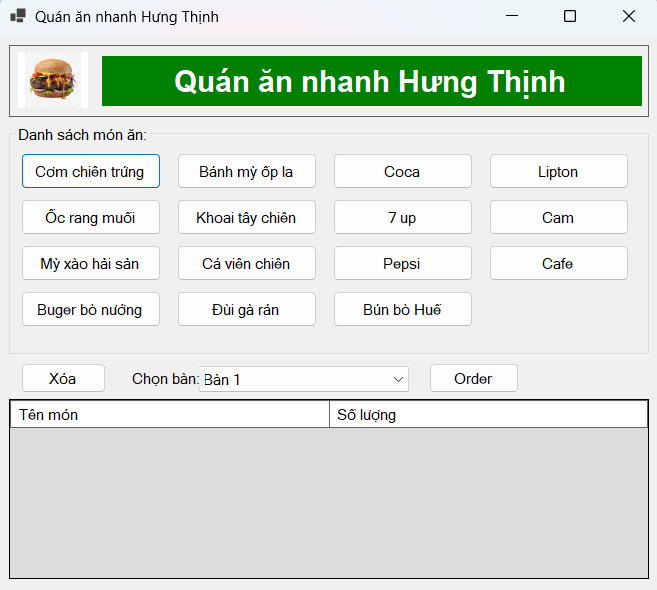 Quán ăn nhanh Hưng Thịnh
Quán ăn nhanh Hưng Thịnh
Danh sách món ăn:
Cơm chiên trứng Bánh mỳ ốp la Coca Lipton
Ốc rang muối Khoai tây chiên 7 up Cam
Mỳ xào hải sản Cá viên chiên Pepsi Cafe
Buger bò nướng Đùi gà rán Bún bò Huế
Xóa Chọn bàn: Bàn 1 Order
Tên món Số lượng